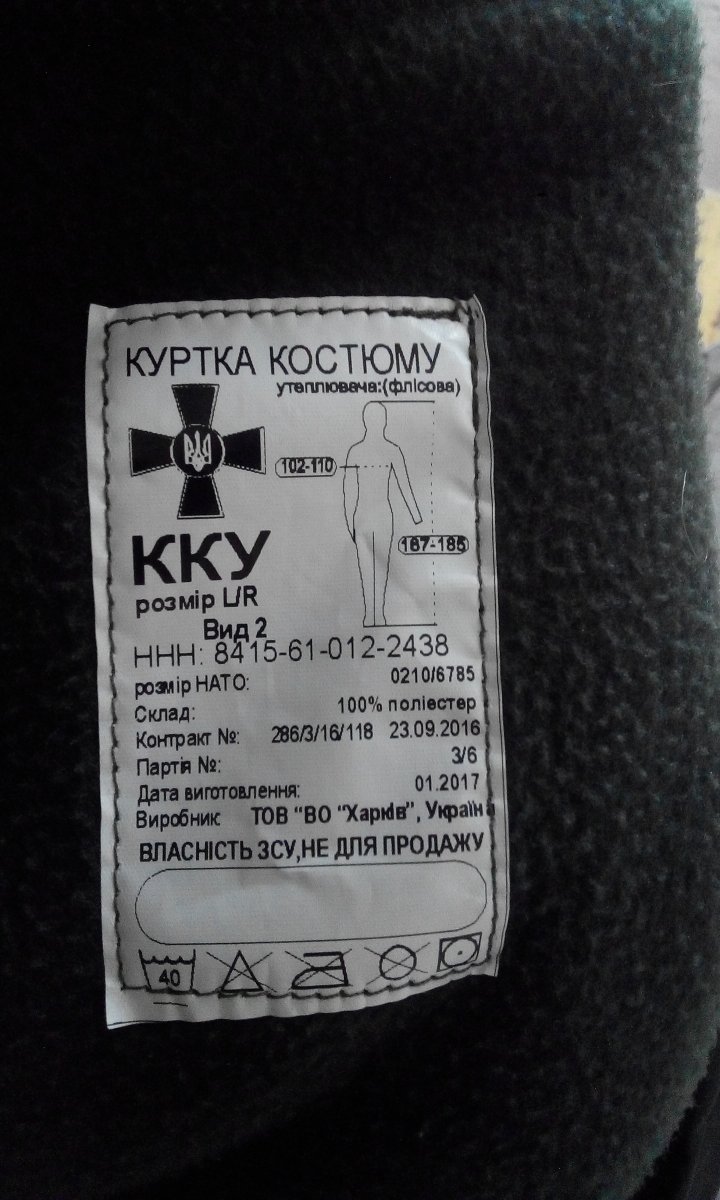 КУРТКА КОСТЮМУ
утеплювача:(флісова)
102-110
167-185
ККУ
розмір L/R
Вид 2
ННН: 8415-61-012-2438
розмір НАТО: 0210/6785
Склад: 100% поліестер
Контракт №: 286/3/16/118 23.09.2016
Партія №: 3/6
Дата виготовлення: 01.2017
Виробник: ТОВ "ВО "Харків", Україна
ВЛАСНІСТЬ ЗСУ,НЕ ДЛЯ ПРОДАЖУ
40